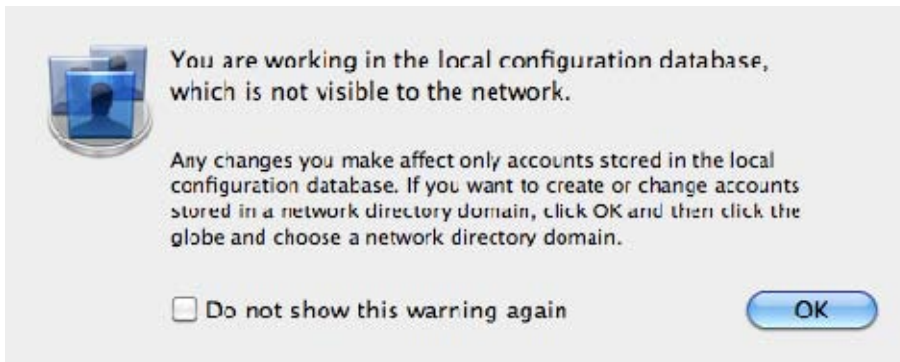 You are working in the local configuration database,
which is not visible to the network.
Any changes you make affect only accounts stored in the local
configuration database. If you want to create or change accounts
stored in a network directory domain, click OK and then click the
globe and choose a network directory domain.
Do not show this warning again
OK